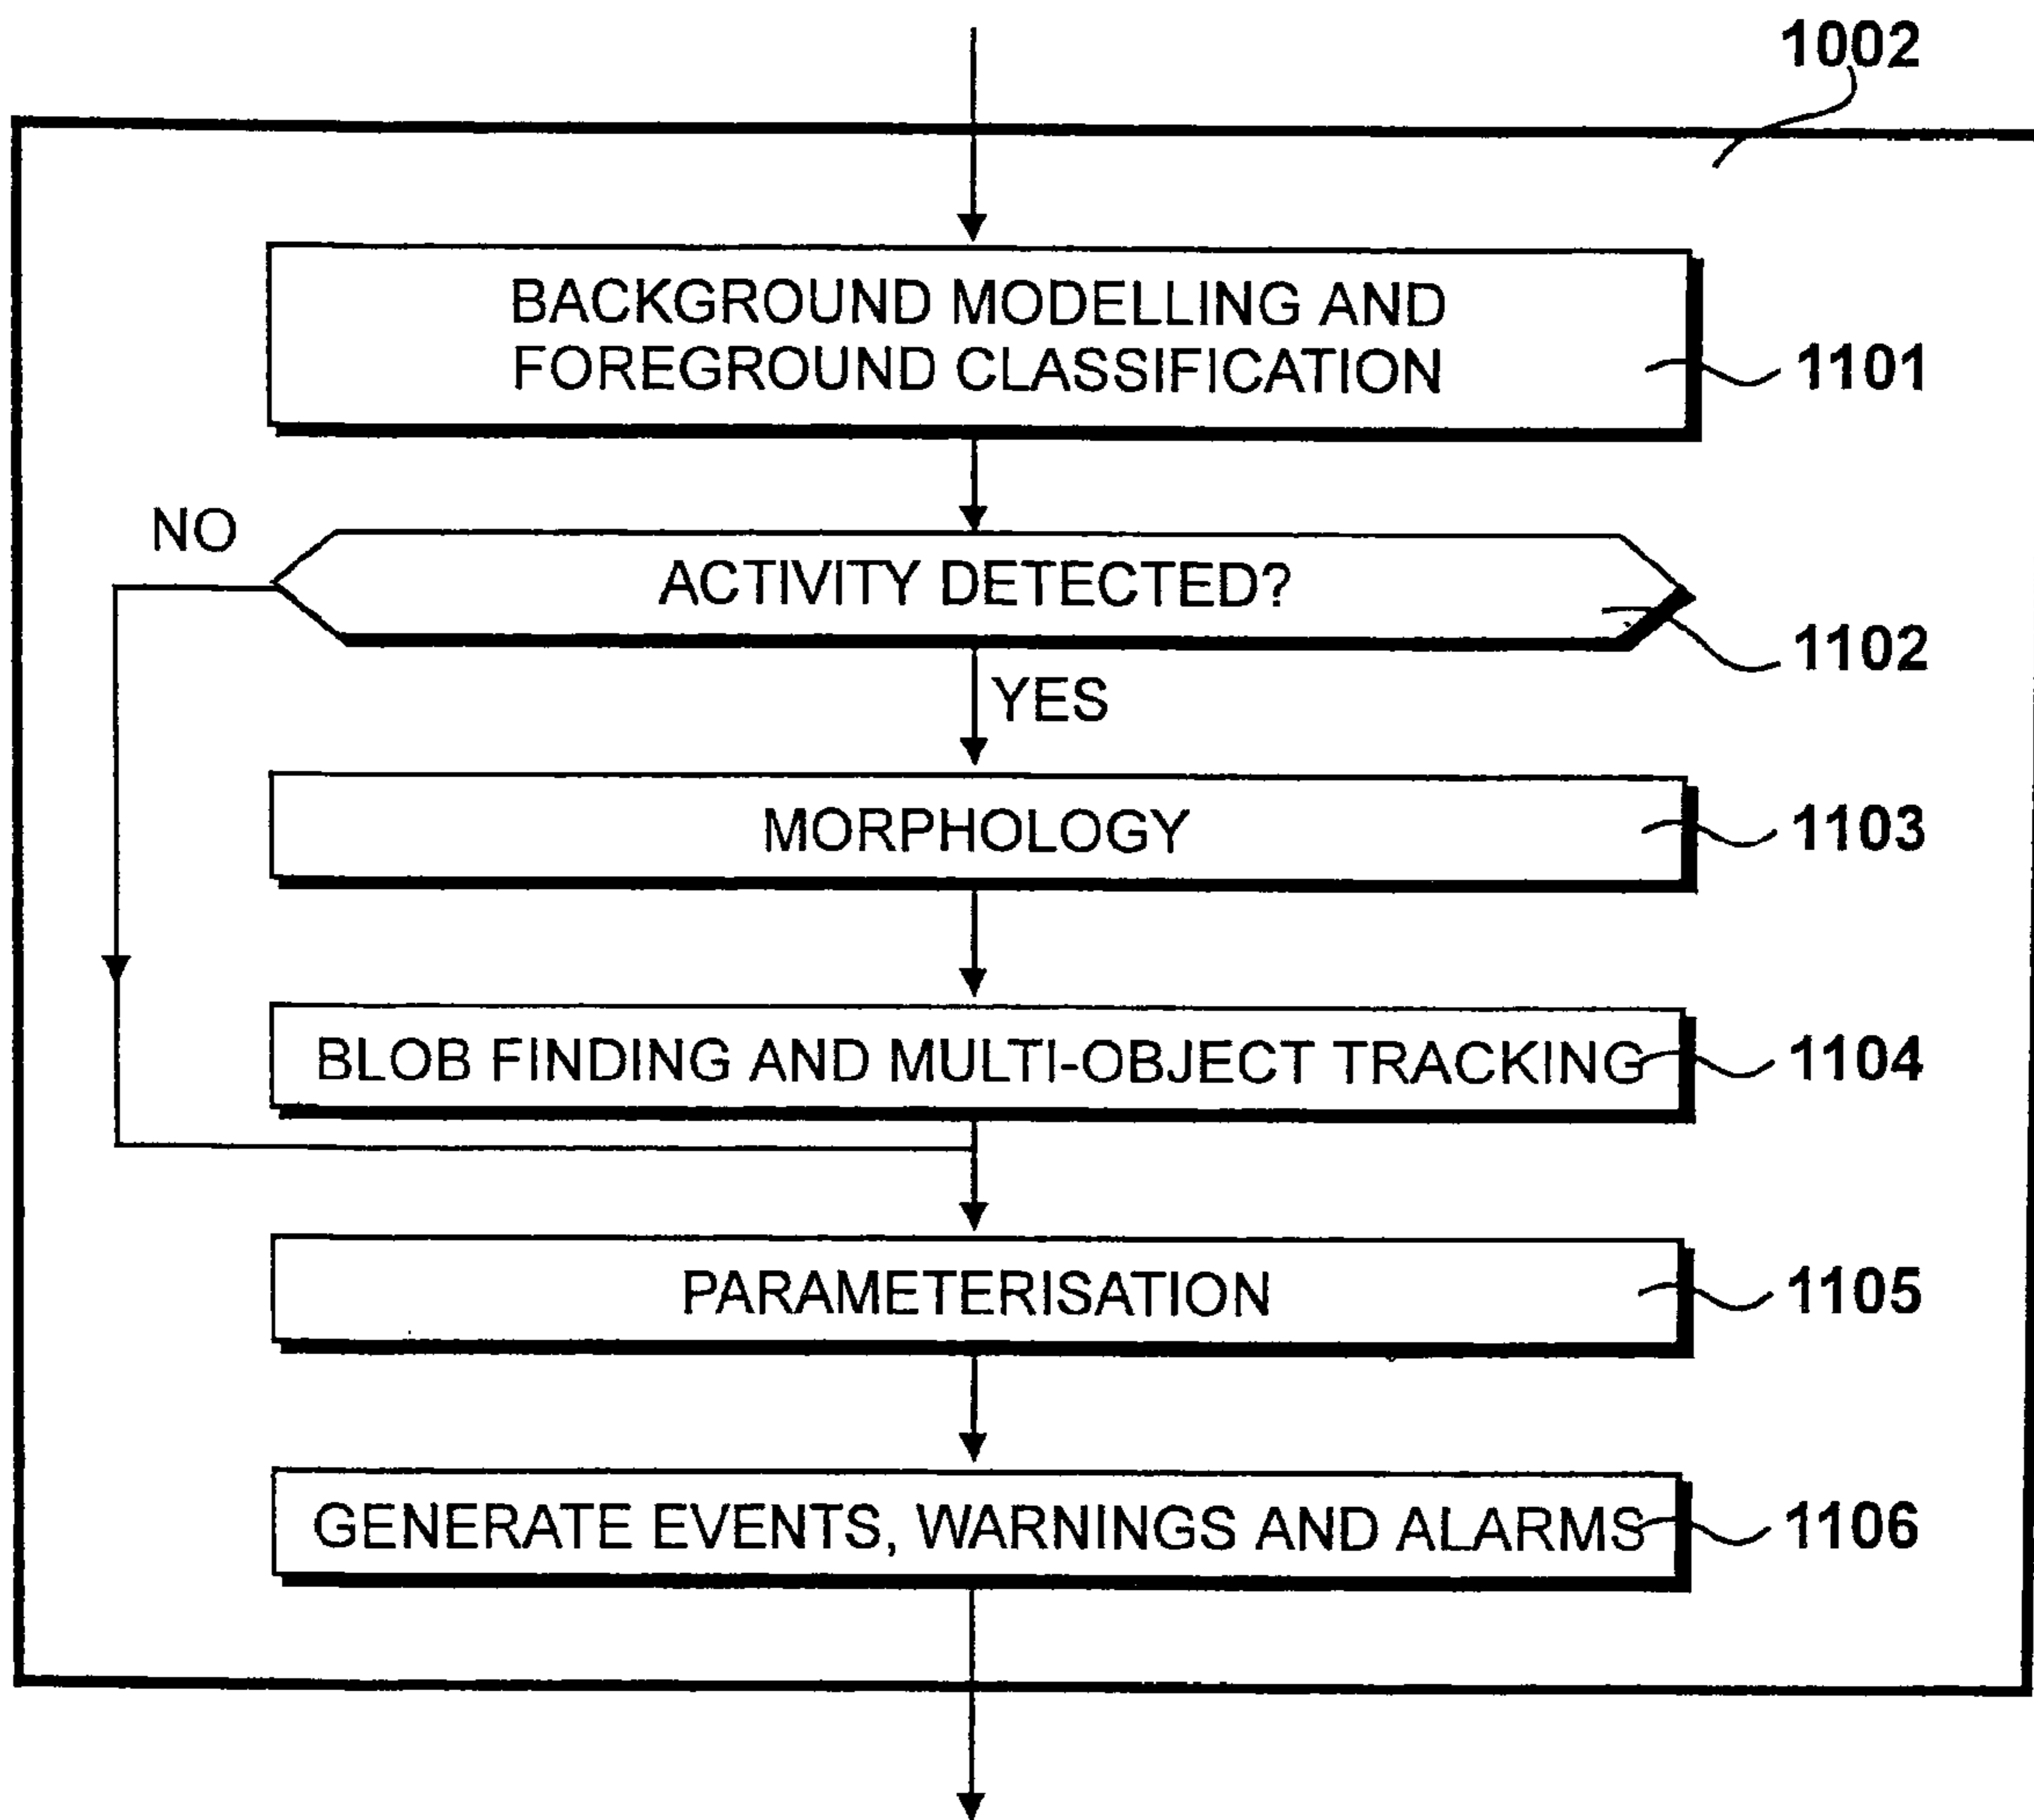 1002
BACKGROUND MODELLING AND
FOREGROUND CLASSIFICATION
1101
NO
ACTIVITY DETECTED?
1102
YES
MORPHOLOGY
1103
BLOB FINDING AND MULTI-OBJECT TRACKING
1104
PARAMETERISATION
1105
GENERATE EVENTS, WARNINGS AND ALARMS
1106